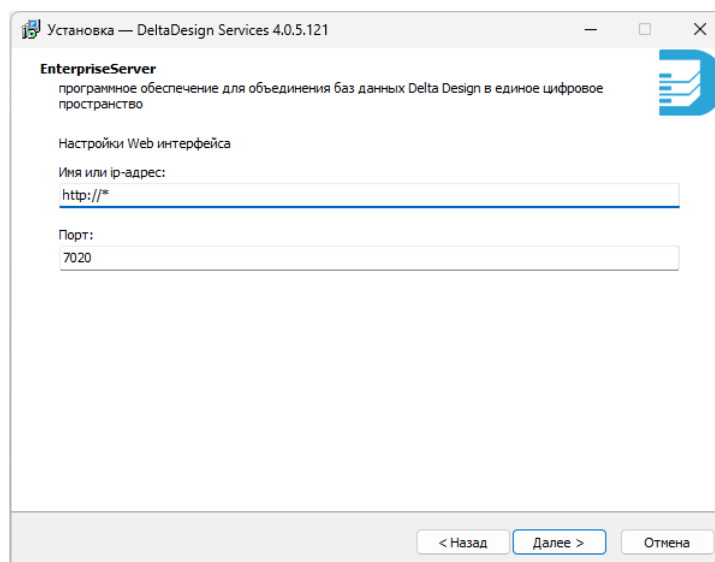 Установка — DeltaDesign Services 4.0.5.121
EnterpriseServer
программное обеспечение для объединения баз данных Delta Design в единое цифровое
пространство
Настройки Web интерфейса
Имя или ip-адрес:
http://*
Порт:
7020
< Назад
Далее >
Отмена